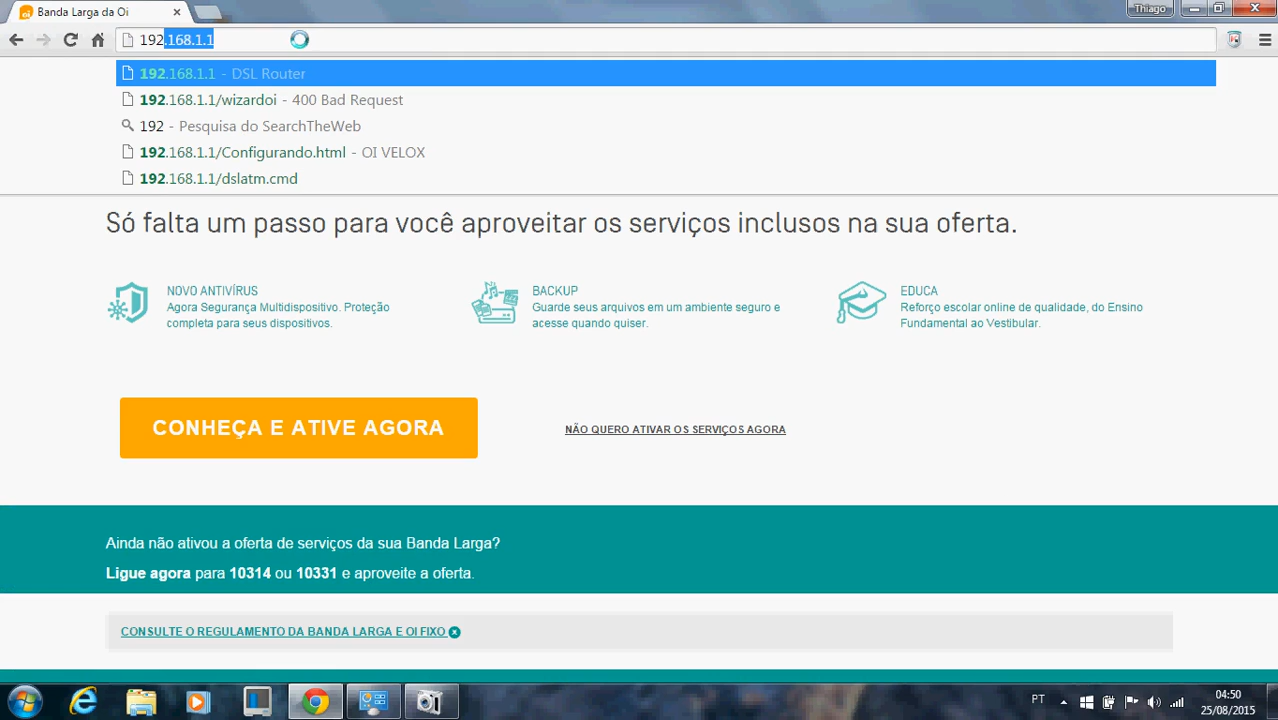 Banda Larga da Oi
Thiago
192.168.1.1
192.168.1.1 - DSL Router
192.168.1.1/wizardoi - 400 Bad Request
192 - Pesquisa do SearchTheWeb
192.168.1.1/Configurando.html - OI VELOX
192.168.1.1/dslatm.cmd
Só falta um passo para você aproveitar os serviços inclusos na sua oferta.
NOVO ANTIVÍRUS
Agora Segurança Multidispositivo. Proteção
completa para seus dispositivos.
BACKUP
Guarde seus arquivos em um ambiente seguro e
acesse quando quiser.
EDUCA
Reforço escolar online de qualidade, do Ensino
Fundamental ao Vestibular.
CONHEÇA E ATIVE AGORA
NÃO QUERO ATIVAR OS SERVIÇOS AGORA
Ainda não ativou a oferta de serviços da sua Banda Larga?
Ligue agora para 10314 ou 10331 e aproveite a oferta.
CONSULTE O REGULAMENTO DA BANDA LARGA E OI FIXO
PT
04:50
25/08/2015